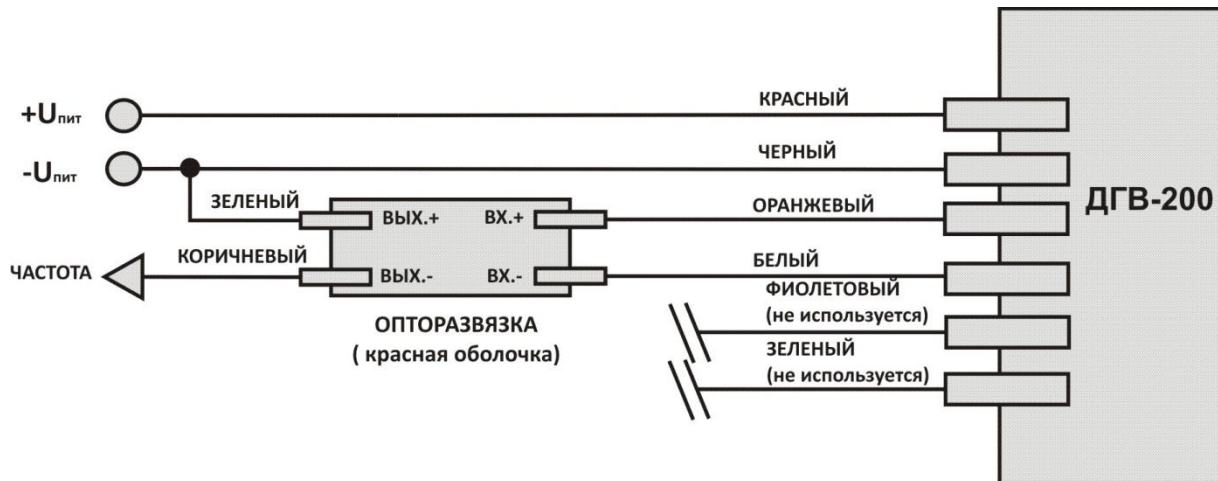 КРАСНЫЙ
+Uпит
ЧЕРНЫЙ
-Uпит
ЗЕЛЕНЫЙ
ВЫХ.+ ВХ.+
ОРАНЖЕВЫЙ
ДГВ-200
КОРИЧНЕВЫЙ
ЧАСТОТА
ВЫХ.- ВХ.-
БЕЛЫЙ
ФИОЛЕТОВЫЙ
(не используется)
ОПТОРАЗВЯЗКА
( красная оболочка)
ЗЕЛЕНЫЙ
(не используется)